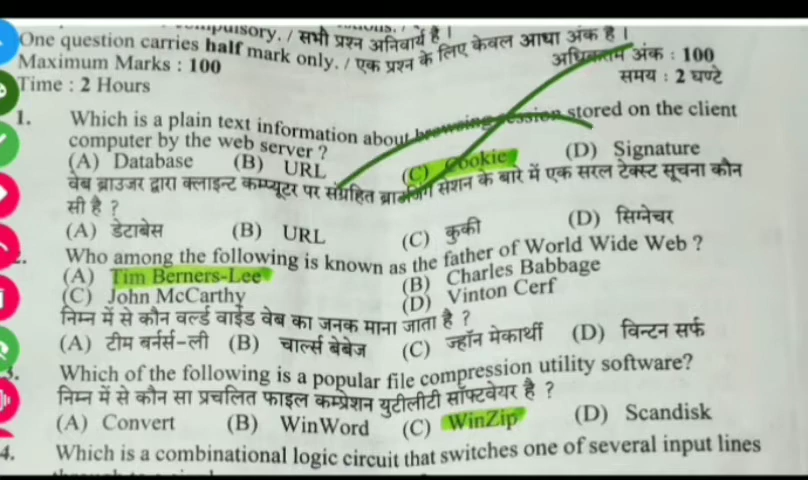 सभी प्रश्न अनिवार्य हैं।
One question carries half mark only. / एक प्रश्न के लिए केवल आधा अंक है।
Maximum Marks : 100 अधिकतम अंक : 100
Time : 2 Hours समय : 2 घण्टे
1. Which is a plain text information about browsing session stored on the client
computer by the web server ?
(A) Database (B) URL (C) Cookie (D) Signature
वेब ब्राउजर द्वारा क्लाइन्ट कम्प्यूटर पर संग्रहित ब्राउजिंग सेशन के बारे में एक सरल टेक्स्ट सूचना कौन
सी है ?
(A) डेटाबेस (B) URL (C) कुकी (D) सिग्नेचर
2. Who among the following is known as the father of World Wide Web ?
(A) Tim Berners-Lee (B) Charles Babbage
(C) John McCarthy (D) Vinton Cerf
निम्न में से कौन वर्ल्ड वाईड वेब का जनक माना जाता है ?
(A) टीम बर्नर्स-ली (B) चार्ल्स बेबेज (C) ज्हॉन मेकार्थी (D) विन्टन सर्फ
3. Which of the following is a popular file compression utility software?
निम्न में से कौन सा प्रचलित फाइल कम्प्रेशन युटीलीटी सॉफ्टवेयर है ?
(A) Convert (B) WinWord (C) WinZip (D) Scandisk
4. Which is a combinational logic circuit that switches one of several input lines